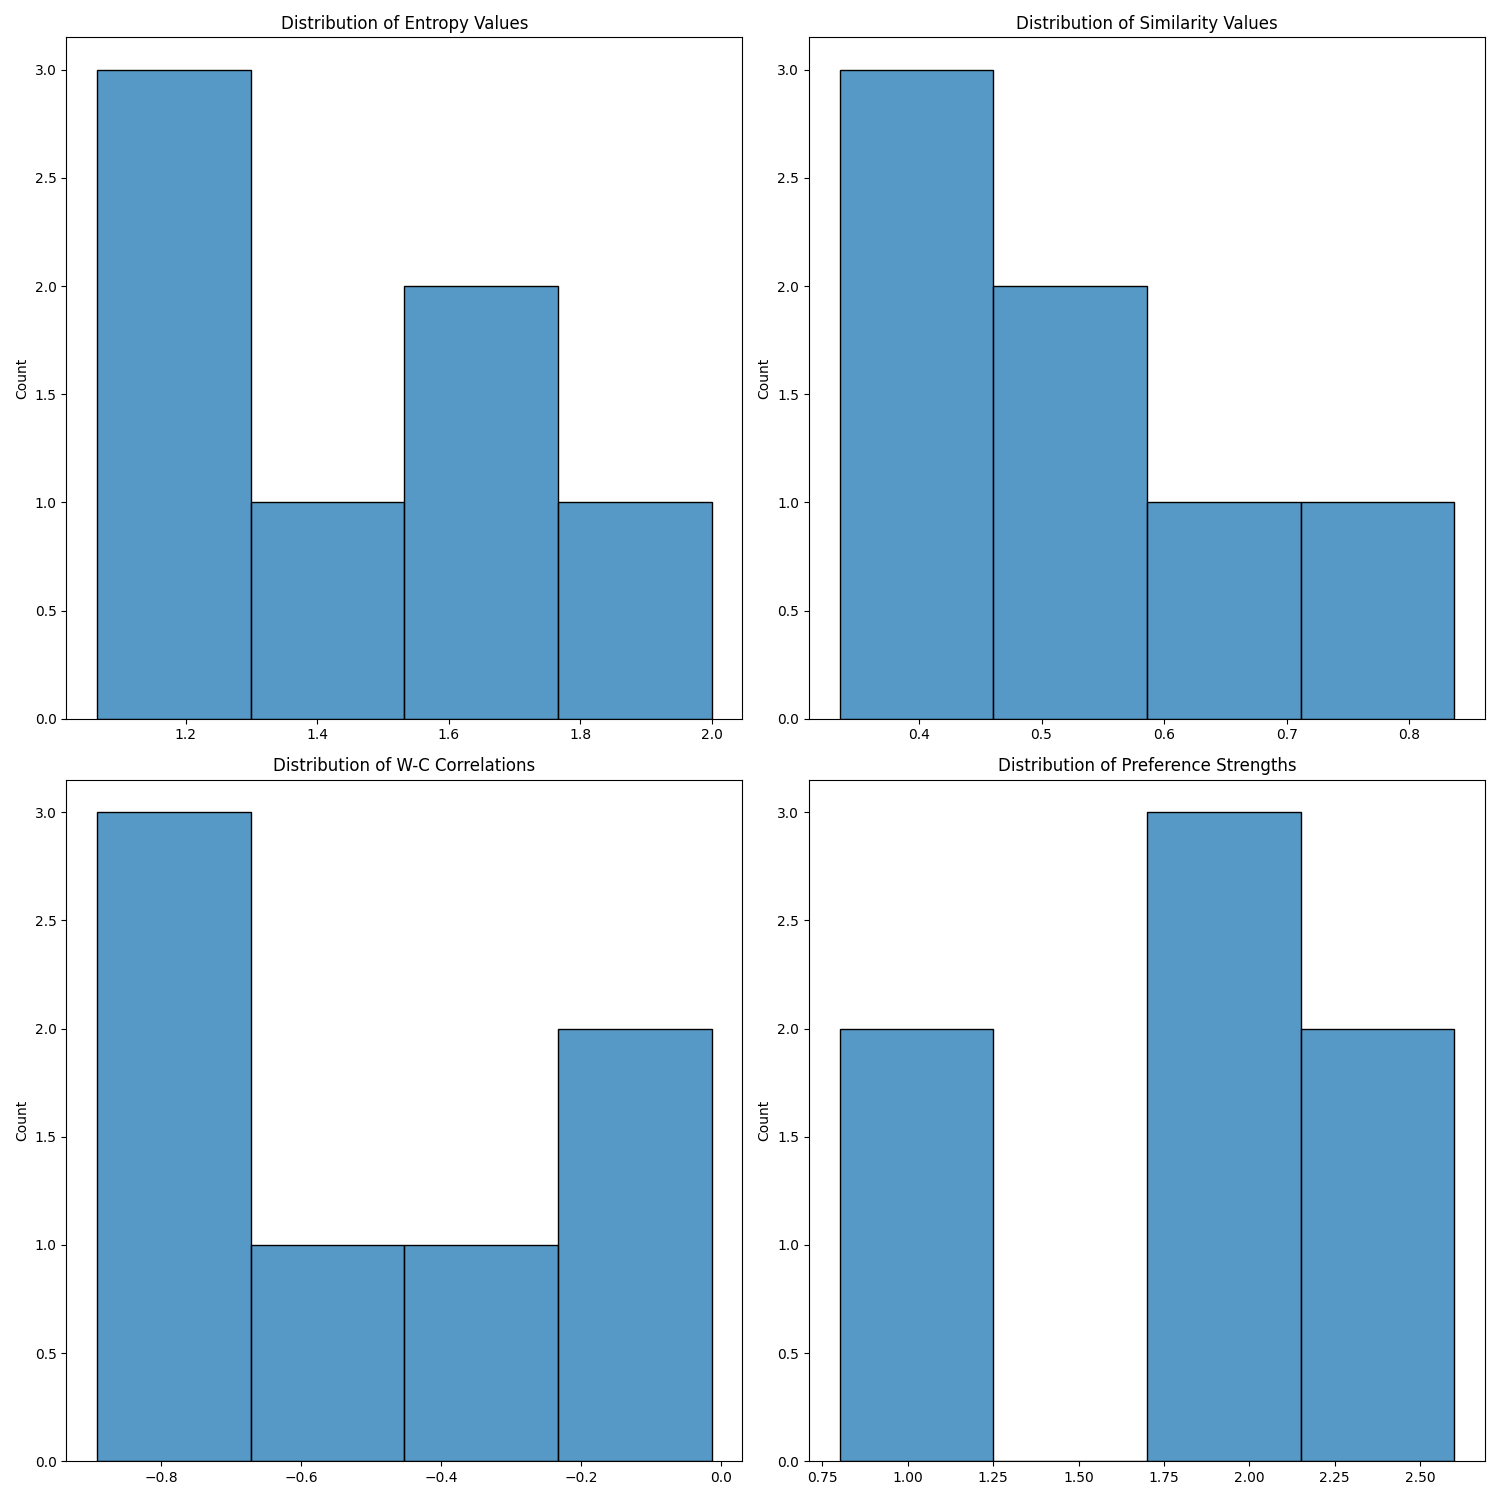 Distribution of Entropy Values
3.0
2.5
2.0
1.5
1.0
0.5
0.0
Count
1.2 1.4 1.6 1.8 2.0
Distribution of Similarity Values
3.0
2.5
2.0
1.5
1.0
0.5
0.0
Count
0.4 0.5 0.6 0.7 0.8
Distribution of W-C Correlations
3.0
2.5
2.0
1.5
1.0
0.5
0.0
Count
−0.8 −0.6 −0.4 −0.2 0.0
Distribution of Preference Strengths
3.0
2.5
2.0
1.5
1.0
0.5
0.0
Count
0.75 1.00 1.25 1.50 1.75 2.00 2.25 2.50